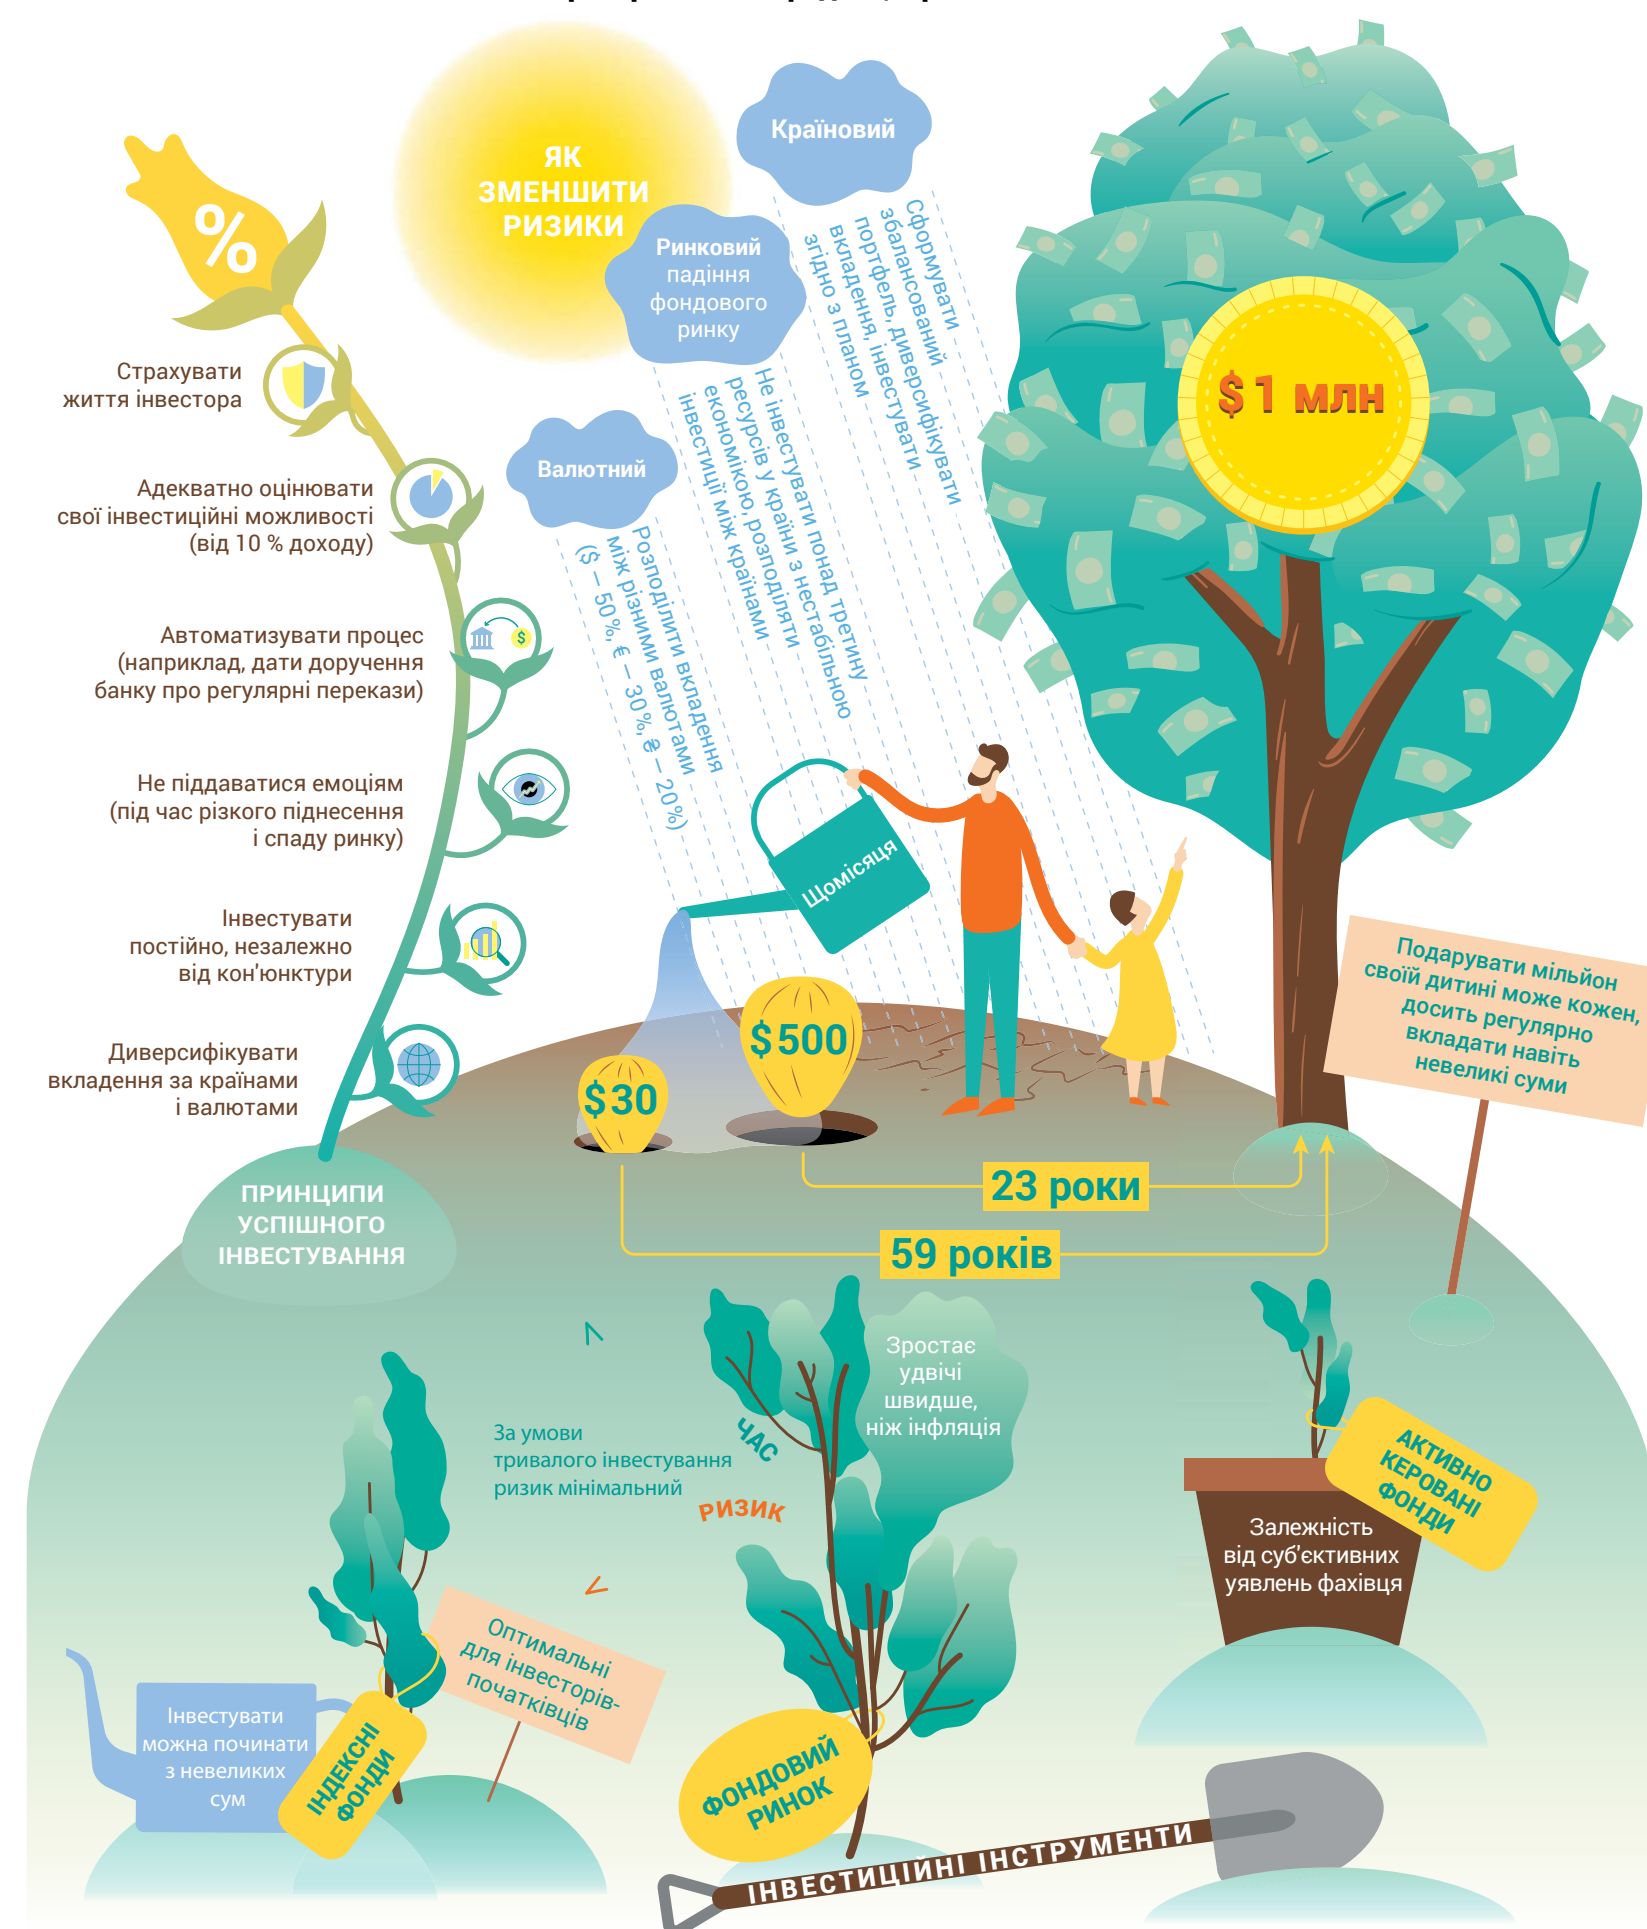 ЯК
ЗМЕНШИТИ
РИЗИКИ
Країновий
Сформувати
збалансований
портфель, диверсифікувати
вкладення, інвестувати
згідно з планом
Ринковий
падіння
фондового
ринку
Не інвестувати понад третину
ресурсів у країни з нестабільною
економікою, розподіляти
інвестиції між країнами
Валютний
Розподілити вкладення
між різними валютами
($ – 50%, € – 30%, ₴ – 20%)
%
Страхувати
життя інвестора
Адекватно оцінювати
свої інвестиційні можливості
(від 10 % доходу)
$
Автоматизувати процес
(наприклад, дати доручення
банку про регулярні перекази)
Не піддаватися емоціям
(під час різкого піднесення
і спаду ринку)
Інвестувати
постійно, незалежно
від кон'юнктури
Диверсифікувати
вкладення за країнами
і валютами
ПРИНЦИПИ
УСПІШНОГО
ІНВЕСТУВАННЯ
$ 1 млн
Щомісяця
$500
$30
23 роки
59 років
Подарувати мільйон
своїй дитині може кожен,
досить регулярно
вкладати навіть
невеликі суми
За умови
тривалого інвестування
ризик мінімальний
ЧАС
РИЗИК
Зростає
удвічі
швидше,
ніж інфляція
АКТИВНО
КЕРОВАНІ
ФОНДИ
Залежність
від суб'єктивних
уявлень фахівця
Оптимальні
для інвесторів-
початківців
Інвестувати
можна починати
з невеликих
сум
ІНДЕКСНІ
ФОНДИ
ФОНДОВИЙ
РИНОК
ІНВЕСТИЦІЙНІ ІНСТРУМЕНТИ